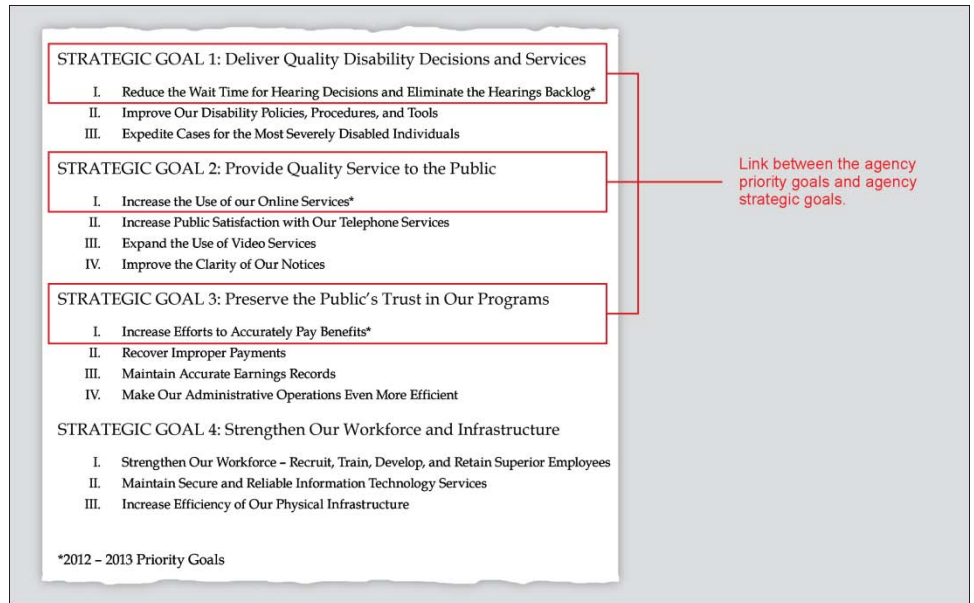 STRATEGIC GOAL 1: Deliver Quality Disability Decisions and Services
I. Reduce the Wait Time for Hearing Decisions and Eliminate the Hearings Backlog*
II. Improve Our Disability Policies, Procedures, and Tools
III. Expedite Cases for the Most Severely Disabled Individuals
STRATEGIC GOAL 2: Provide Quality Service to the Public
I. Increase the Use of our Online Services*
II. Increase Public Satisfaction with Our Telephone Services
III. Expand the Use of Video Services
IV. Improve the Clarity of Our Notices
STRATEGIC GOAL 3: Preserve the Public's Trust in Our Programs
I. Increase Efforts to Accurately Pay Benefits*
II. Recover Improper Payments
III. Maintain Accurate Earnings Records
IV. Make Our Administrative Operations Even More Efficient
STRATEGIC GOAL 4: Strengthen Our Workforce and Infrastructure
I. Strengthen Our Workforce – Recruit, Train, Develop, and Retain Superior Employees
II. Maintain Secure and Reliable Information Technology Services
III. Increase Efficiency of Our Physical Infrastructure
*2012 – 2013 Priority Goals
Link between the agency
priority goals and agency
strategic goals.